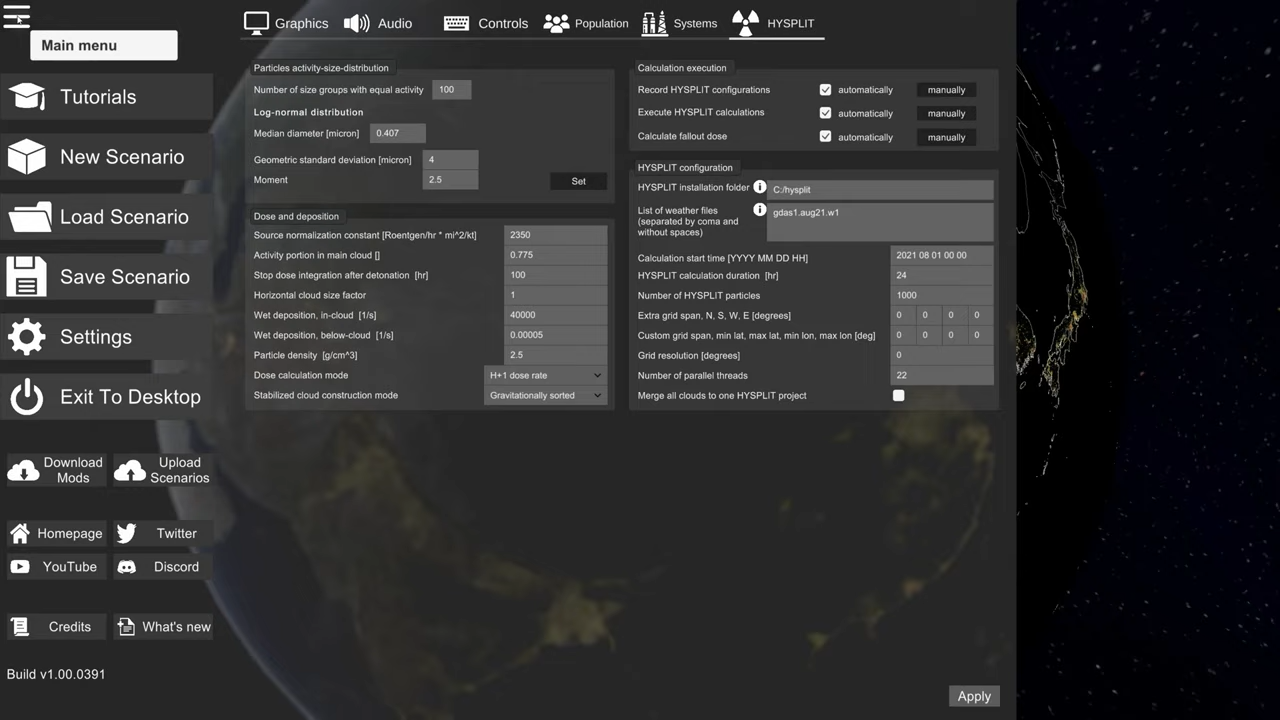 Main menu
Tutorials
New Scenario
Load Scenario
Save Scenario
Settings
Exit To Desktop
Download Mods
Upload Scenarios
Homepage
Twitter
YouTube
Discord
Credits
What's new
Build v1.00.0391
Graphics
Audio
Controls
Population
Systems
HYSPLIT
Particles activity-size-distribution
Number of size groups with equal activity 100
Log-normal distribution
Median diameter [micron] 0.407
Geometric standard deviation [micron] 4
Moment 2.5
Set
Dose and deposition
Source normalization constant [Roentgen/hr * mi^2/kt] 2350
Activity portion in main cloud [] 0.775
Stop dose integration after detonation [hr] 100
Horizontal cloud size factor 1
Wet deposition, in-cloud [1/s] 40000
Wet deposition, below-cloud [1/s] 0.00005
Particle density [g/cm^3] 2.5
Dose calculation mode H+1 dose rate
Stabilized cloud construction mode Gravitationally sorted
Calculation execution
Record HYSPLIT configurations automatically manually
Execute HYSPLIT calculations automatically manually
Calculate fallout dose automatically manually
HYSPLIT configuration
HYSPLIT installation folder C:/hysplit
List of weather files
(separated by coma and
without spaces)
gdas1.aug21.w1
Calculation start time [YYYY MM DD HH] 2021 08 01 00 00
HYSPLIT calculation duration [hr] 24
Number of HYSPLIT particles 1000
Extra grid span, N, S, W, E [degrees] 0 0 0 0
Custom grid span, min lat, max lat, min lon, max lon [deg] 0 0 0 0
Grid resolution [degrees] 0
Number of parallel threads 22
Merge all clouds to one HYSPLIT project
Apply